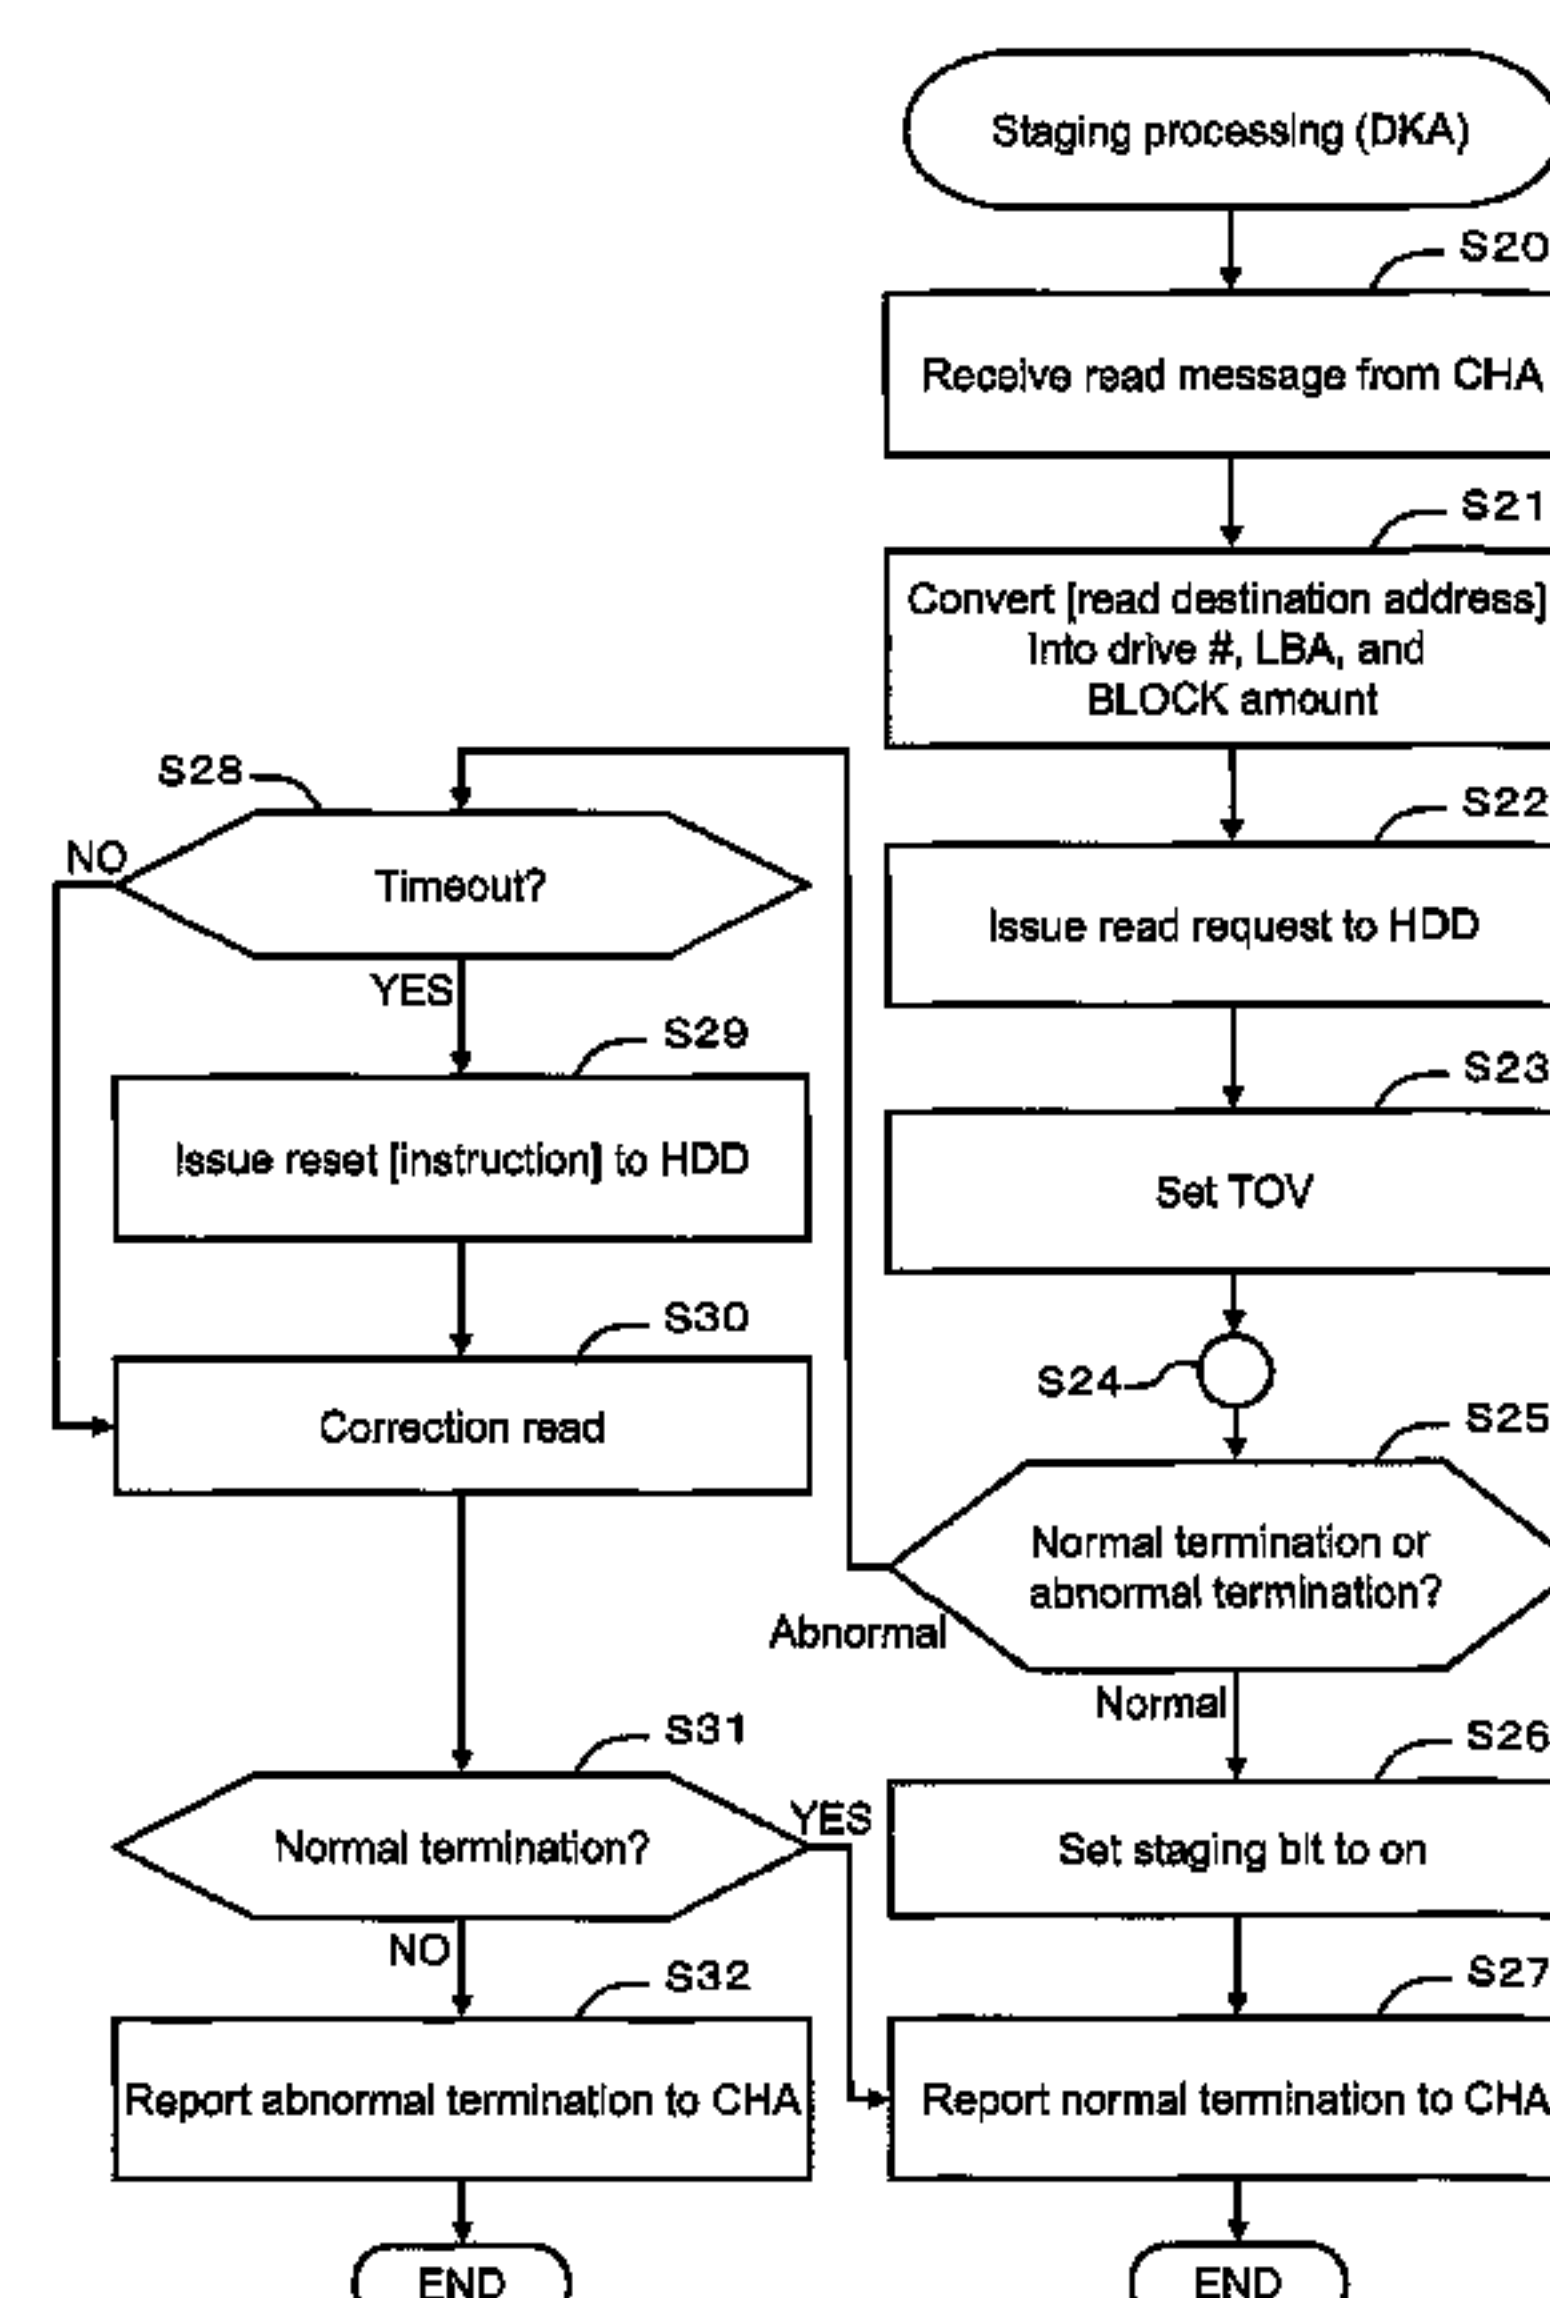 Staging processing (DKA)
S20
Receive read message from CHA
S21
Convert [read destination address]
Into drive #, LBA, and
BLOCK amount
S22
Issue read request to HDD
S23
Set TOV
S24
S25
Normal termination or
abnormal termination?
Abnormal
Normal
S26
Set staging bit to on
S27
Report normal termination to CHA
END
S28
Timeout?
NO
YES
S29
Issue reset [instruction] to HDD
S30
Correction read
S31
Normal termination?
YES
NO
S32
Report abnormal termination to CHA
END